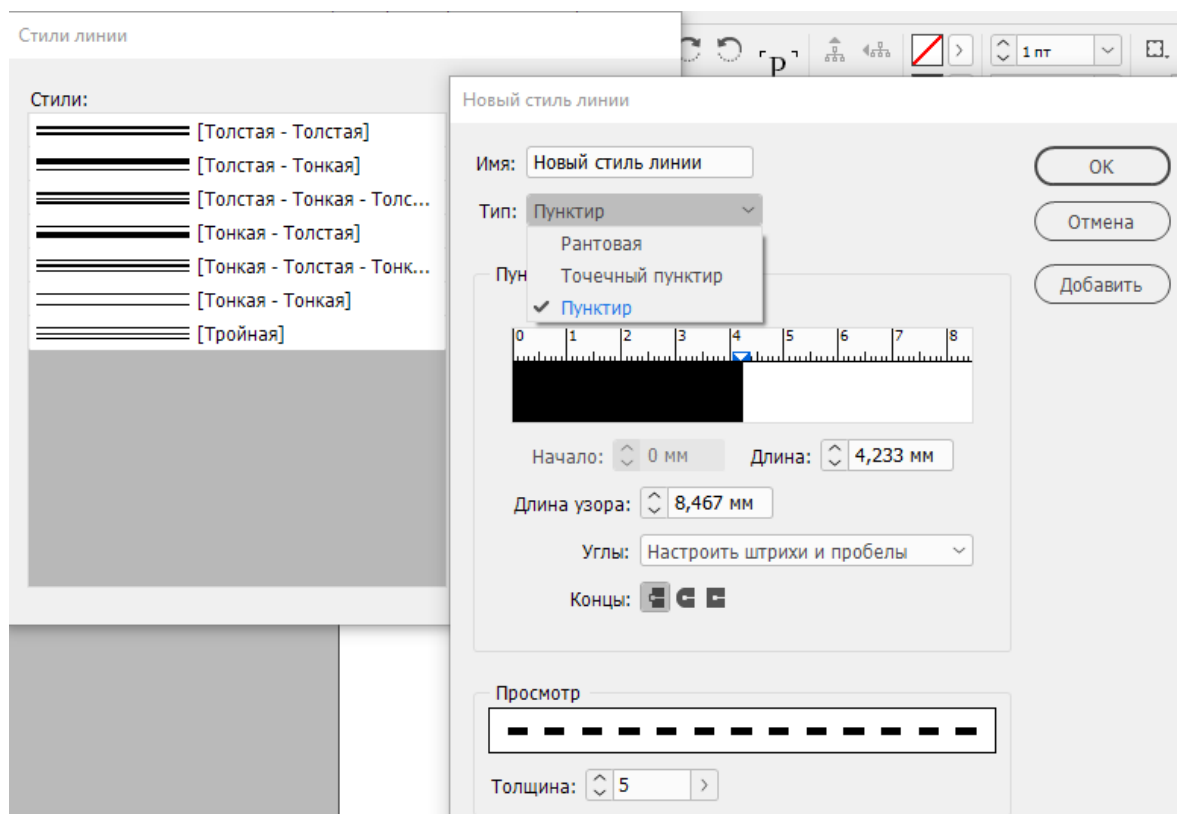 Стили линии
P
1 пт
Стили:
[Толстая - Толстая]
[Толстая - Тонкая]
[Толстая - Тонкая - Толс...
[Тонкая - Толстая]
[Тонкая - Толстая - Тонк...
[Тонкая - Тонкая]
[Тройная]
Новый стиль линии
Имя: Новый стиль линии
Тип: Пунктир
Рантовая
Точечный пунктир
Пунктир
Пун
0 1 2 3 4 5 6 7 8
Начало: 0 мм Длина: 4,233 мм
Длина узора: 8,467 мм
Углы: Настроить штрихи и пробелы
Концы:
Просмотр
Толщина: 5
OK
Отмена
Добавить